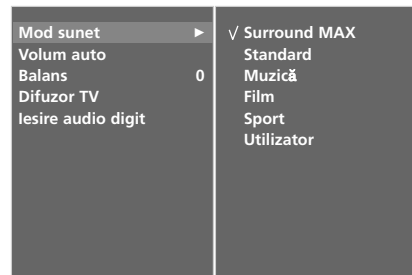 Mod sunet ►
Volum auto
Balans 0
Difuzor TV
Iesire audio digit
√ Surround MAX
Standard
Muzică
Film
Sport
Utilizator